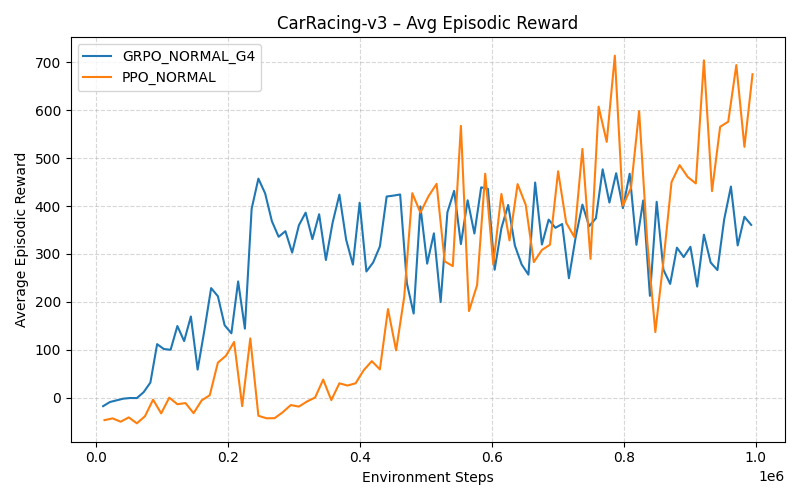 CarRacing-v3 – Avg Episodic Reward
GRPO_NORMAL_G4
PPO_NORMAL
Average Episodic Reward
700
600
500
400
300
200
100
0
0.0 0.2 0.4 0.6 0.8 1.0
1e6
Environment Steps